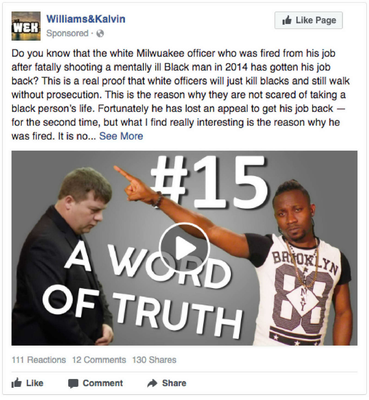 WEK
Williams&Kalvin
Sponsored ·
Like Page
Do you know that the white Milwuakee officer who was fired from his job
after fatally shooting a mentally ill Black man in 2014 has gotten his job
back? This is a real proof that white officers will just kill blacks and still walk
without prosecution. This is the reason why they are not scared of taking a
black person's life. Fortunately he has lost an appeal to get his job back —
for the second time, but what I find really interesting is the reason why he
was fired. It is no... See More
#15
A WORD
OF TRUTH
BROOKLYN
98
111 Reactions 12 Comments 130 Shares
Like Comment Share